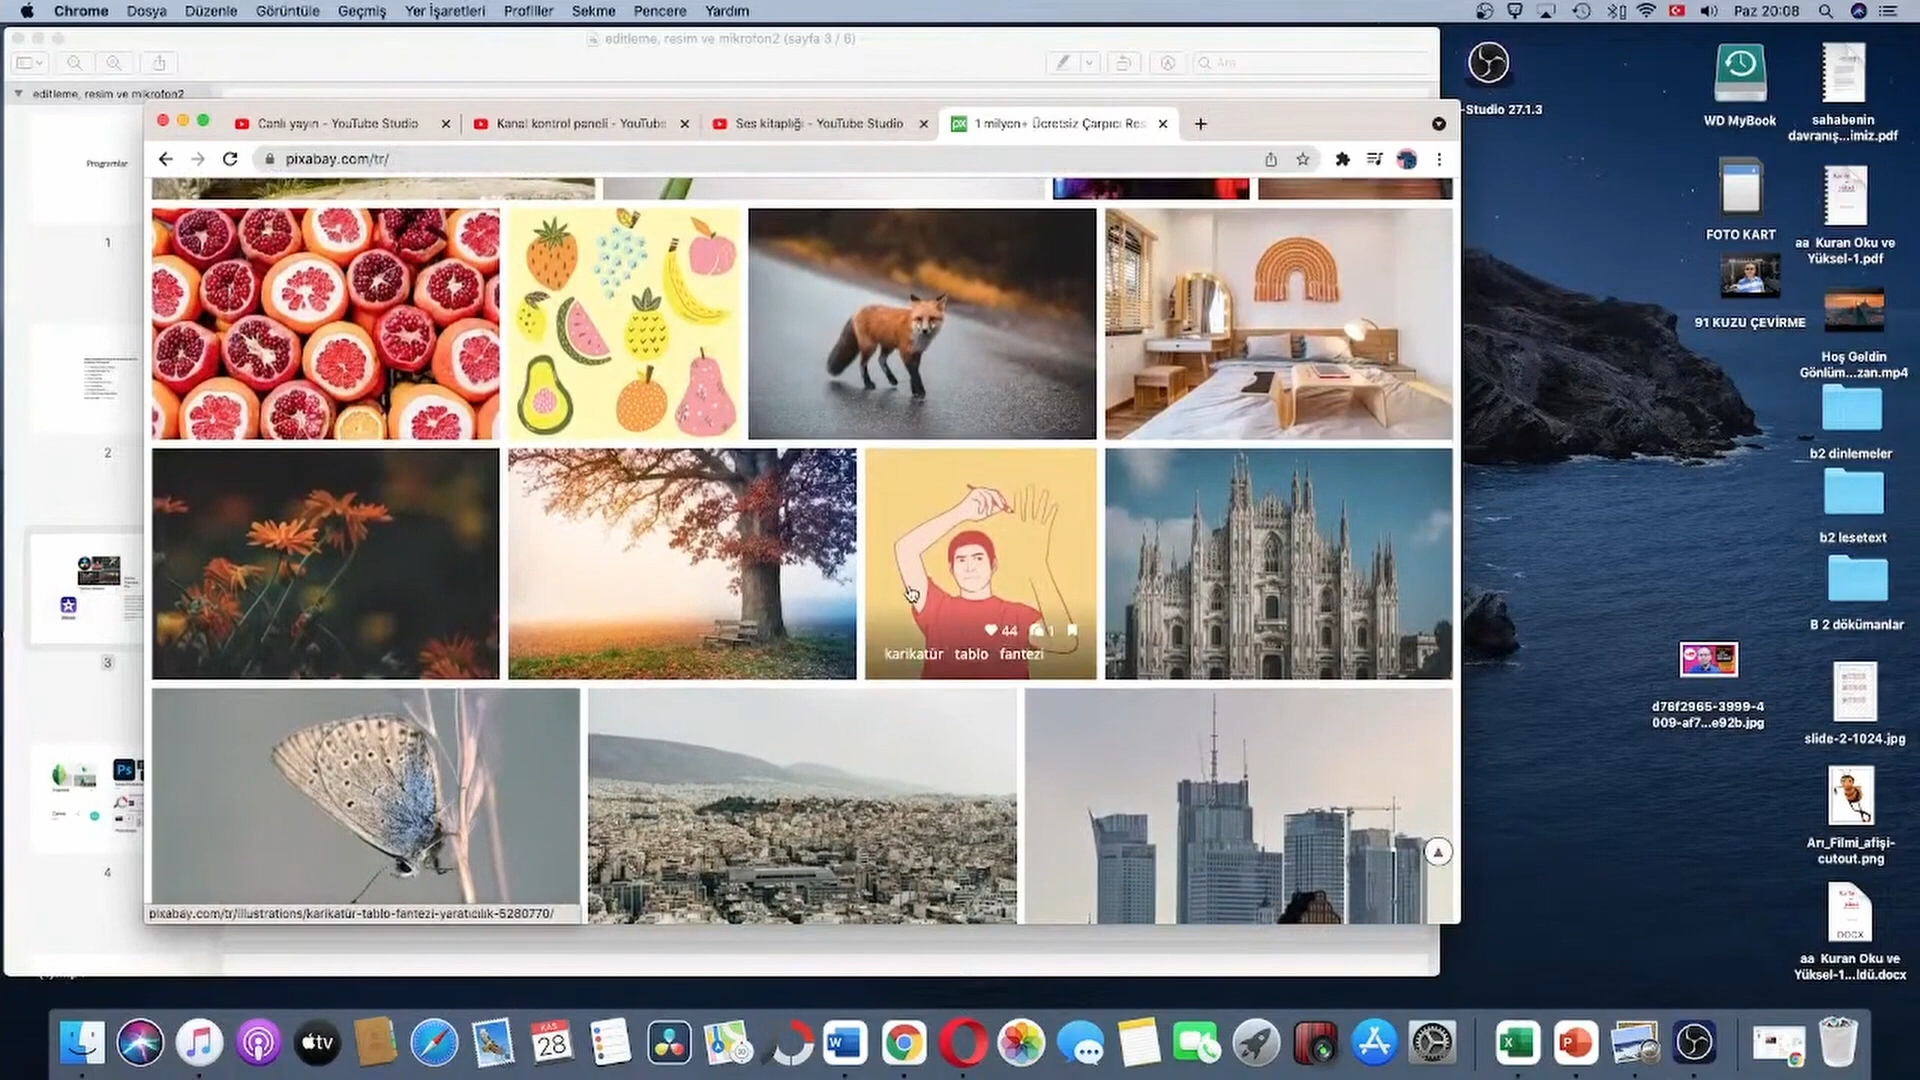 Chrome Dosya Düzenle Görüntüle Geçmiş Yer İşaretleri Profiller Sekme Pencere Yardım
Paz 20:08
editleme, resim ve mikrofon2 (sayfa 3 / 6)
Ara
editleme, resim ve mikrofon2
Programlar
1
2
3
4
Canlı yayın - YouTube Studio
Kanal kontrol paneli - YouTube
Ses kitaplığı - YouTube Studio
1 milyon+ Ücretsiz Çarpıcı Res
pixabay.com/tr/
44 1
karikatür tablo fantezi
pixabay.com/tr/illustrations/karikatür-tablo-fantezi-yaratıcılık-5280770/
-Studio 27.1.3
WD MyBook
sahabenin
davranış...imiz.pdf
FOTO KART
aa Kuran Oku ve
Yüksel-1.pdf
91 KUZU ÇEVİRME
Hoş Geldin
Gönlüm...zan.mp4
b2 dinlemeler
b2 lesetext
B 2 dökümanlar
d76f2965-3999-4
009-af7...e92b.jpg
slide-2-1024.jpg
Arı_Filmi_afişi-
cutout.png
DOCX
aa Kuran Oku ve
Yüksel-1...ldü.docx
Ps
tv
KAS
28
W
X
P